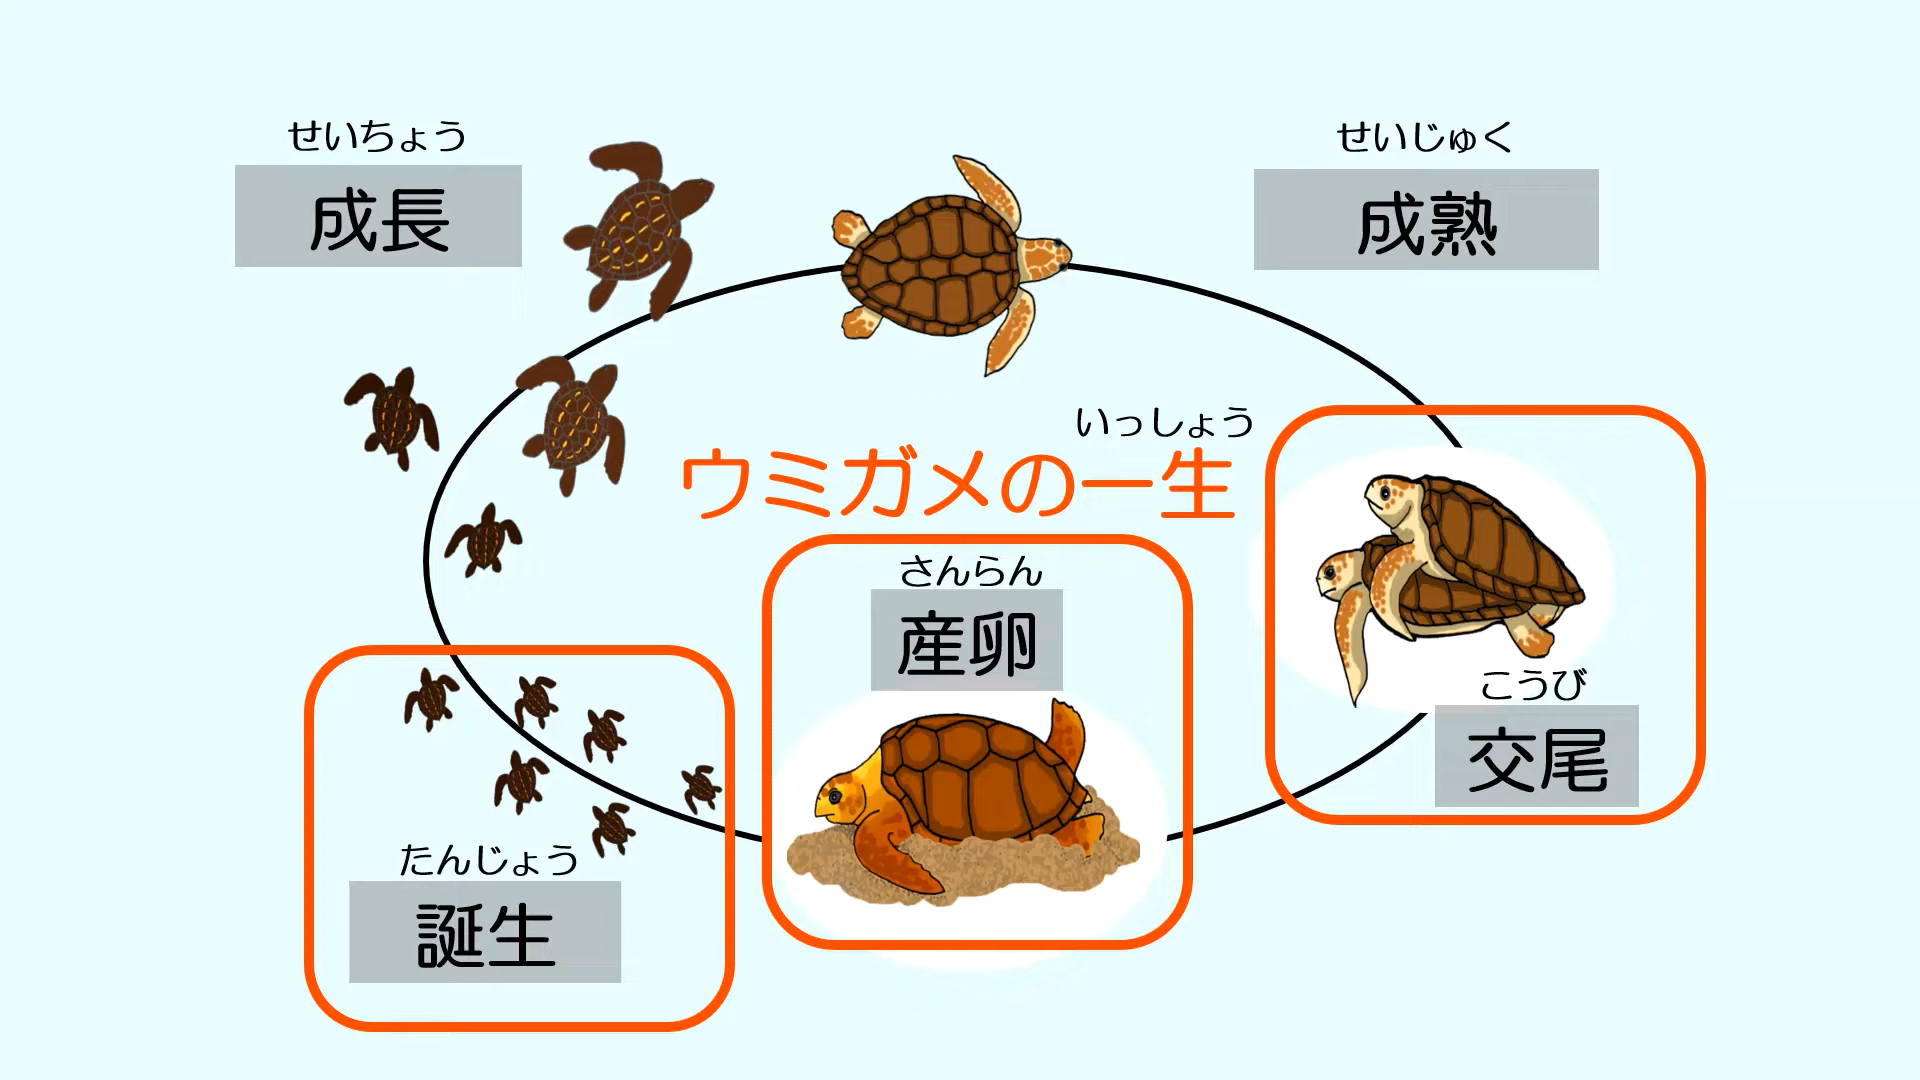 せいちょう
成長
せいじゅく
成熟
いっしょう
ウミガメの一生
さんらん
産卵
こうび
交尾
たんじょう
誕生